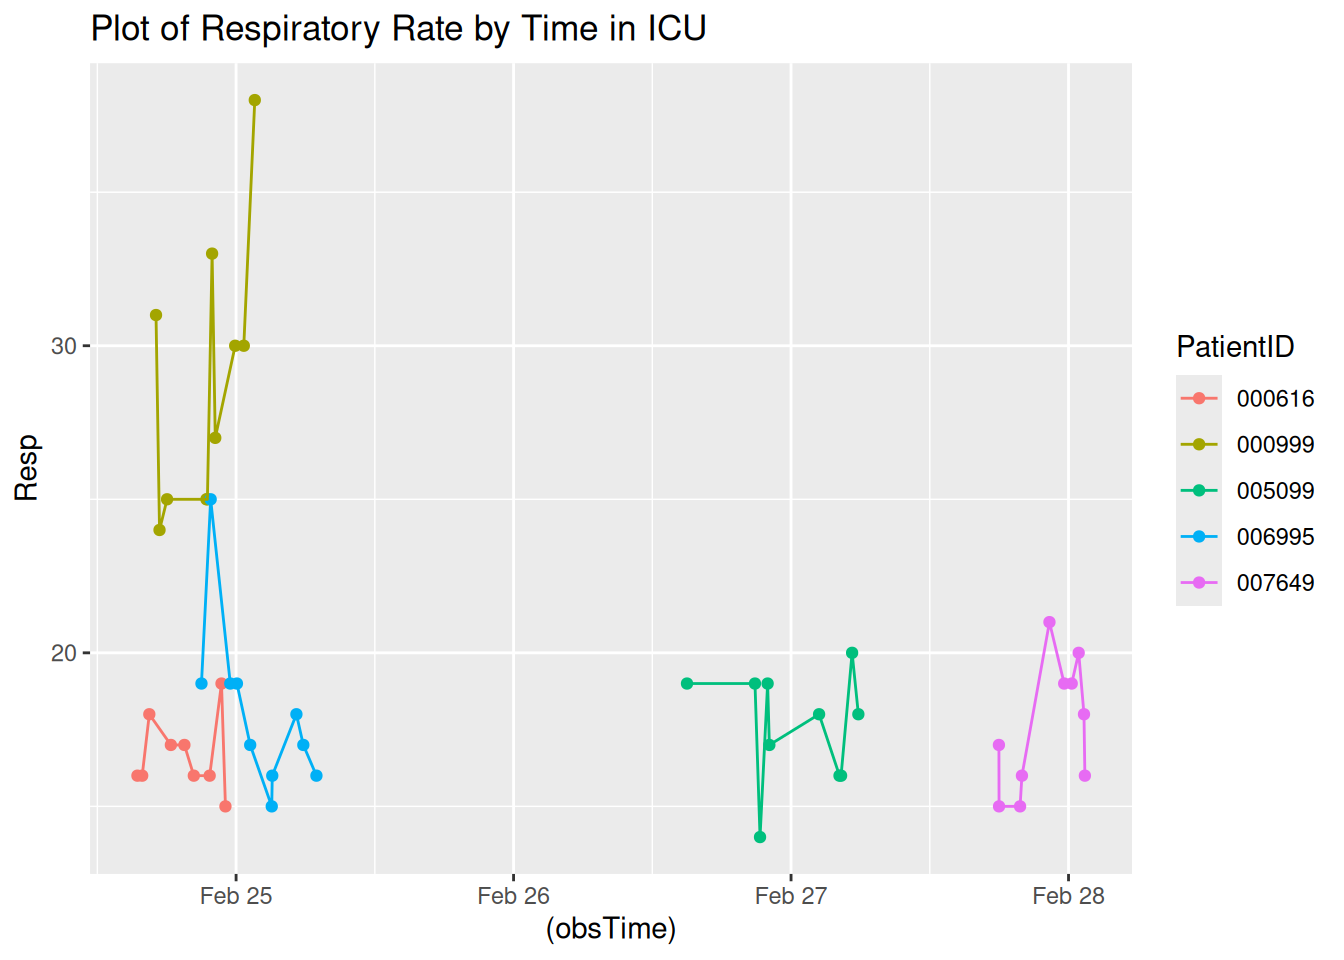 Plot of Respiratory Rate by Time in ICU
30
20
Resp
Feb 25
Feb 26
Feb 27
Feb 28
(obsTime)
PatientID
000616
000999
005099
006995
007649